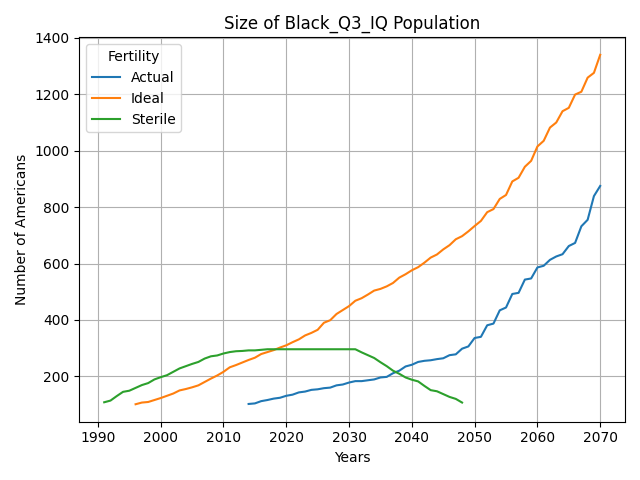 Size of Black_Q3_IQ Population
Number of Americans
1400
1200
1000
800
600
400
200
Fertility
Actual
Ideal
Sterile
1990
2000
2010
2020
2030
2040
2050
2060
2070
Years